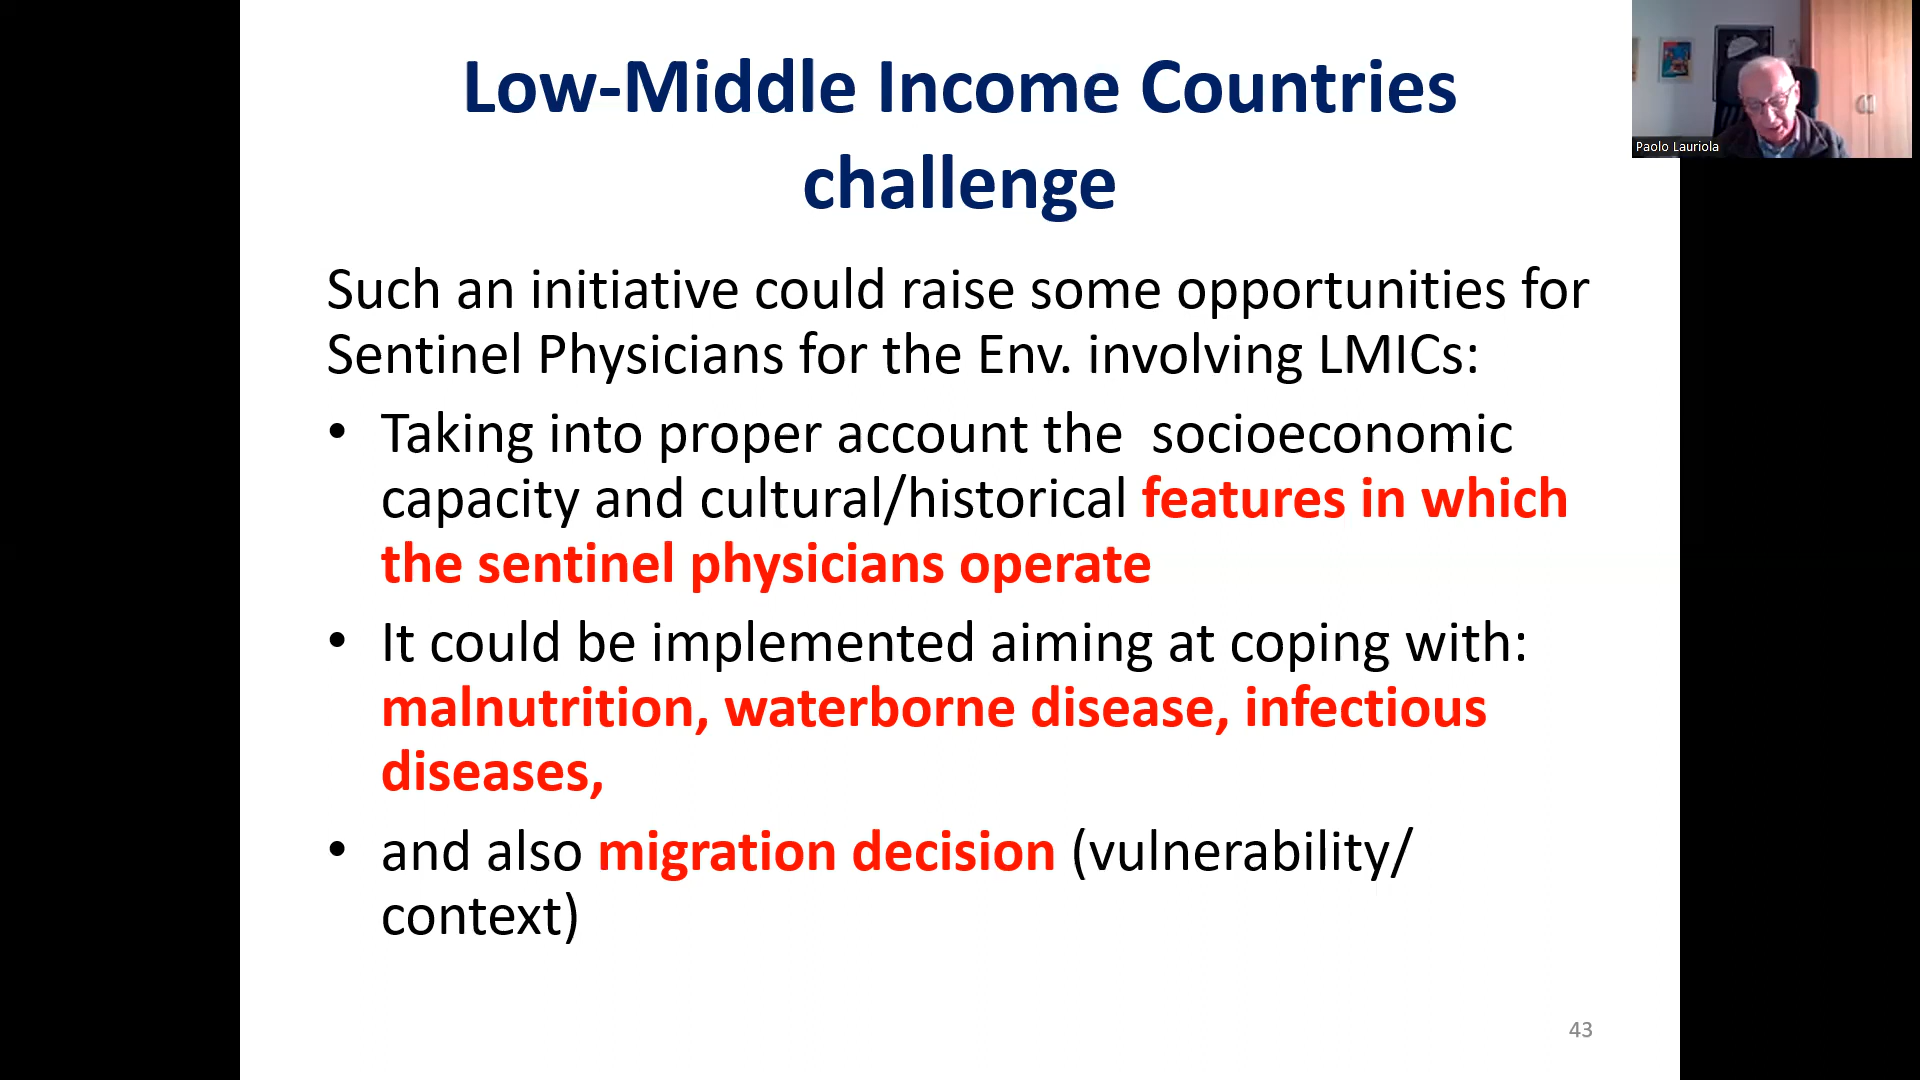 Low-Middle Income Countries
challenge
Paolo Lauriola
Such an initiative could raise some opportunities for
Sentinel Physicians for the Env. involving LMICs:
• Taking into proper account the  socioeconomic
capacity and cultural/historical features in which
the sentinel physicians operate
• It could be implemented aiming at coping with:
malnutrition, waterborne disease, infectious
diseases,
• and also migration decision (vulnerability/
context)
43